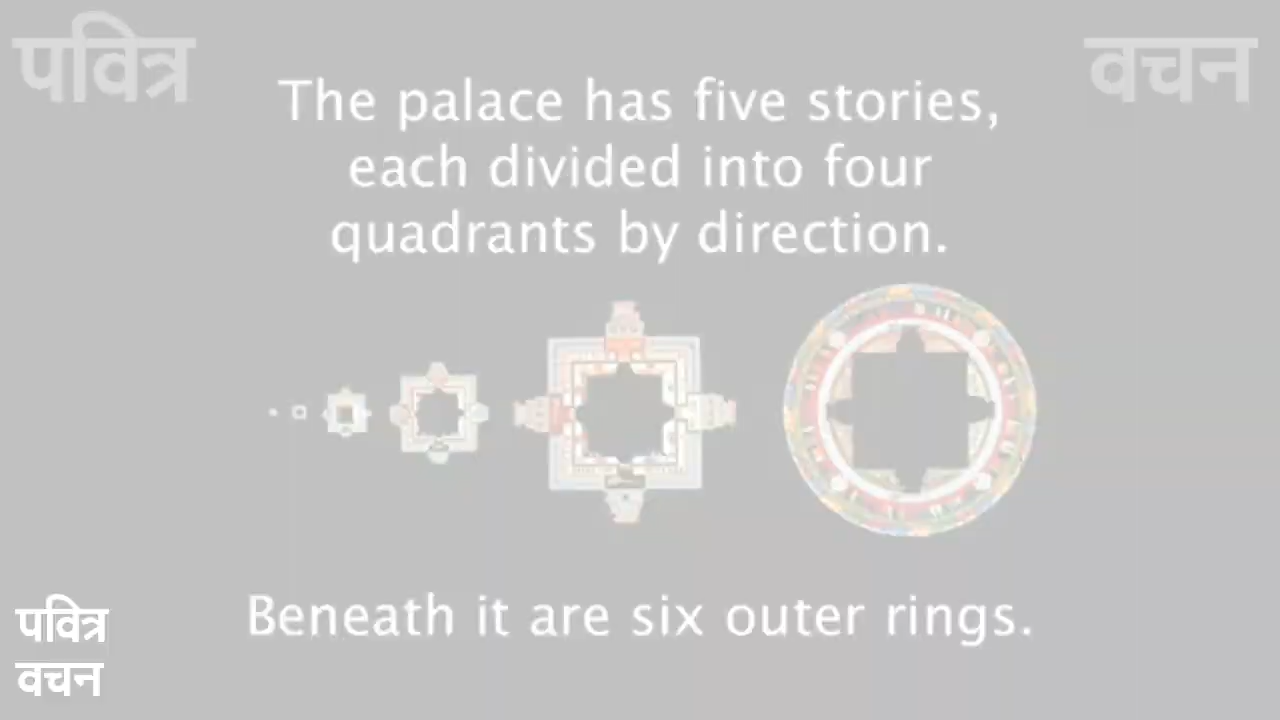 पवित्र
वचन
The palace has five stories,
each divided into four
quadrants by direction.
Beneath it are six outer rings.
पवित्र
वचन